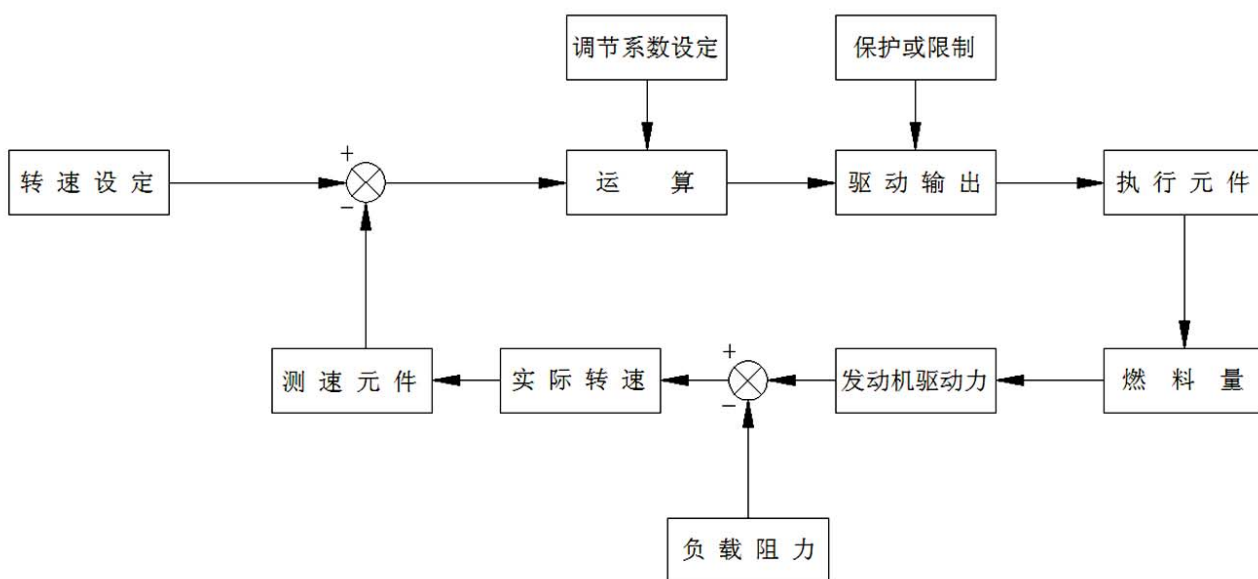 调节系数设定
保护或限制
+
转速设定
运算
驱动输出
执行元件
−
+
测速元件
实际转速
发动机驱动力
燃料量
−
负载阻力